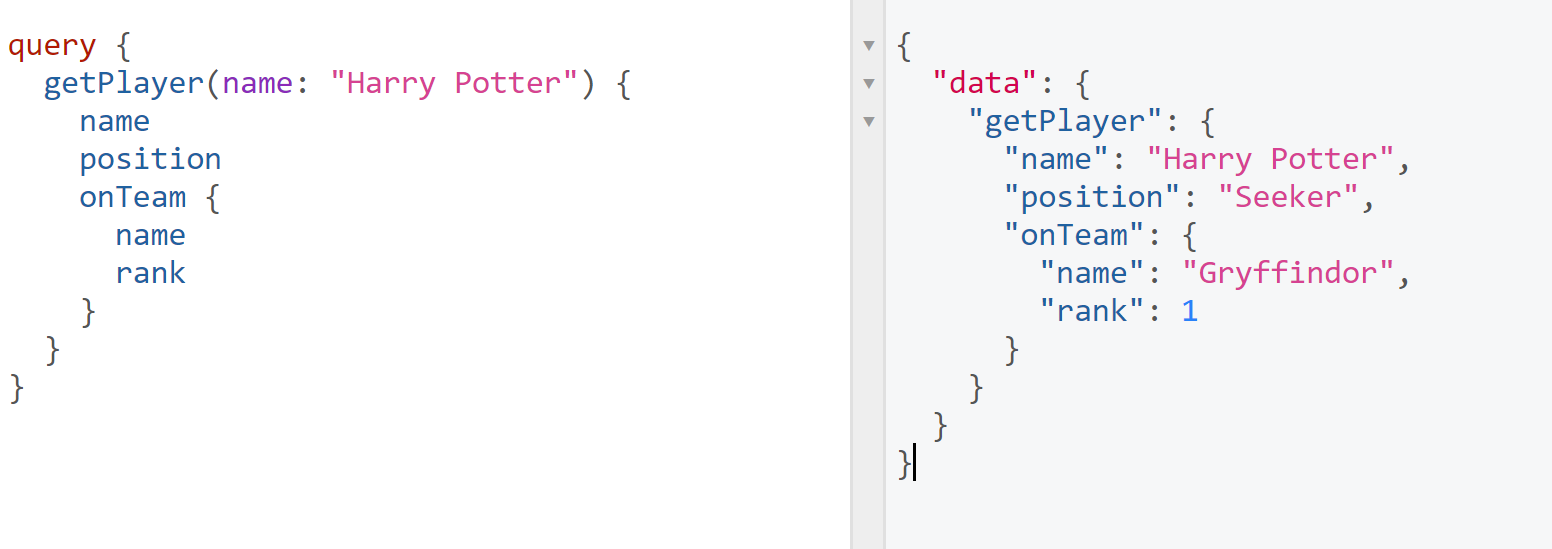 query {
  getPlayer(name: "Harry Potter") {
    name
    position
    onTeam {
      name
      rank
    }
  }
}
{
  "data": {
    "getPlayer": {
      "name": "Harry Potter",
      "position": "Seeker",
      "onTeam": {
        "name": "Gryffindor",
        "rank": 1
      }
    }
  }
}